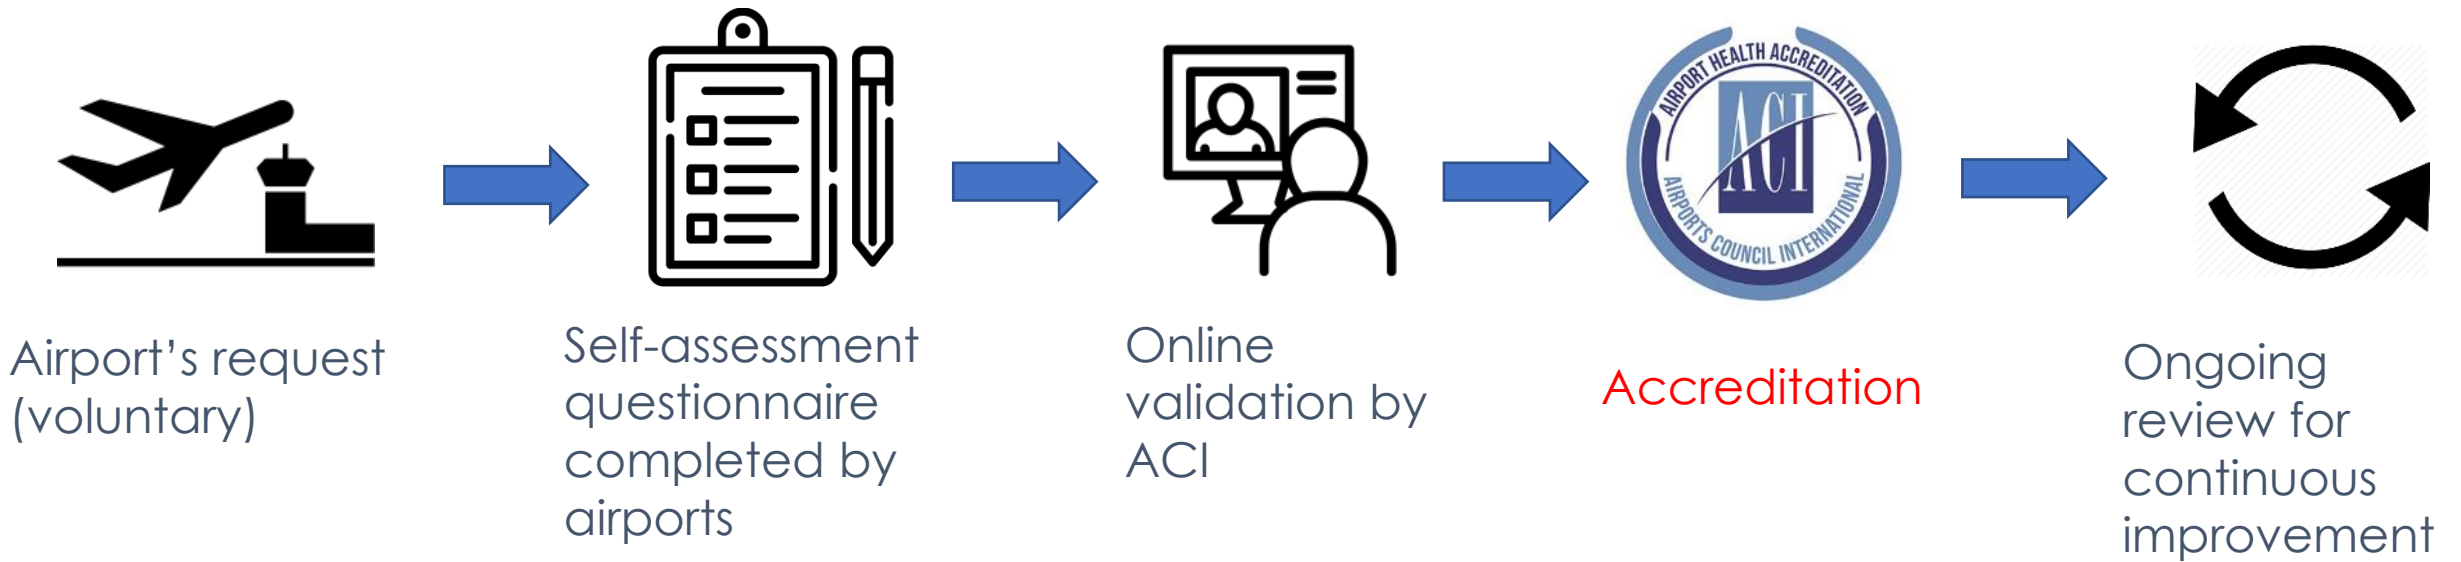 AIRPORT HEALTH ACCREDITATION
ACI
AIRPORTS COUNCIL INTERNATIONAL
Airport’s request
(voluntary)
Self-assessment
questionnaire
completed by
airports
Online
validation by
ACI
Accreditation
Ongoing
review for
continuous
improvement